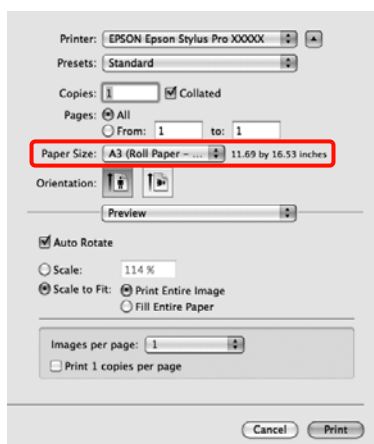 Printer: EPSON Epson Stylus Pro XXXXX
Presets: Standard
Copies: 1 Collated
Pages: All
From: 1 to: 1
Paper Size: A3 (Roll Paper - ... 11.69 by 16.53 inches
Orientation:
Preview
Auto Rotate
Scale: 114 %
Scale to Fit: Print Entire Image
Fill Entire Paper
Images per page: 1
Print 1 copies per page
Cancel Print